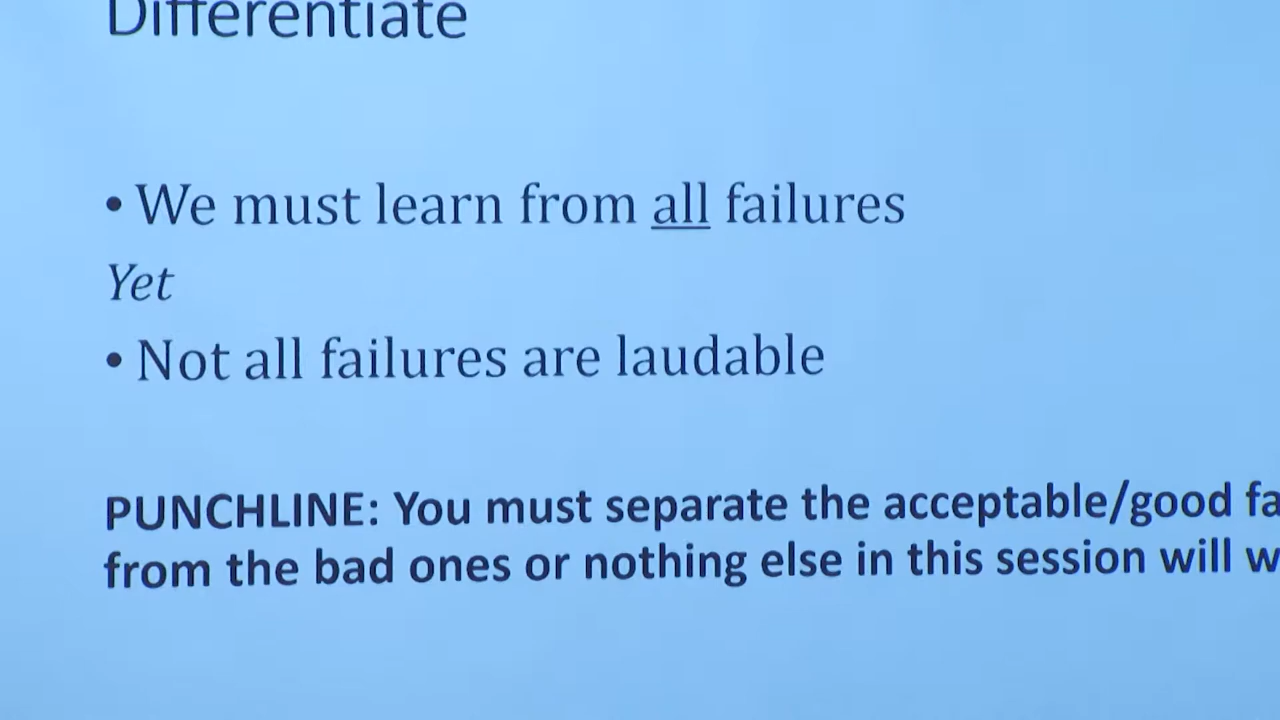 Differentiate
• We must learn from all failures
Yet
• Not all failures are laudable
PUNCHLINE: You must separate the acceptable/good
from the bad ones or nothing else in this session will